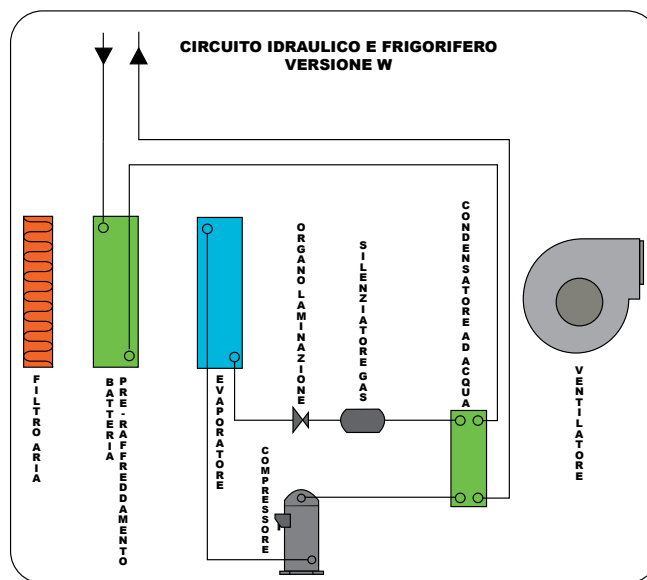 CIRCUITO IDRAULICO E FRIGORIFERO
VERSIONE W
FILTRO ARIA
BATTERIA
PRE-RAFFREDDAMENTO
EVAPORATORE
ORGANO LAMINAZIONE
SILENZIATORE GAS
CONDENSATORE AD ACQUA
VENTILATORE
COMPRESSORE